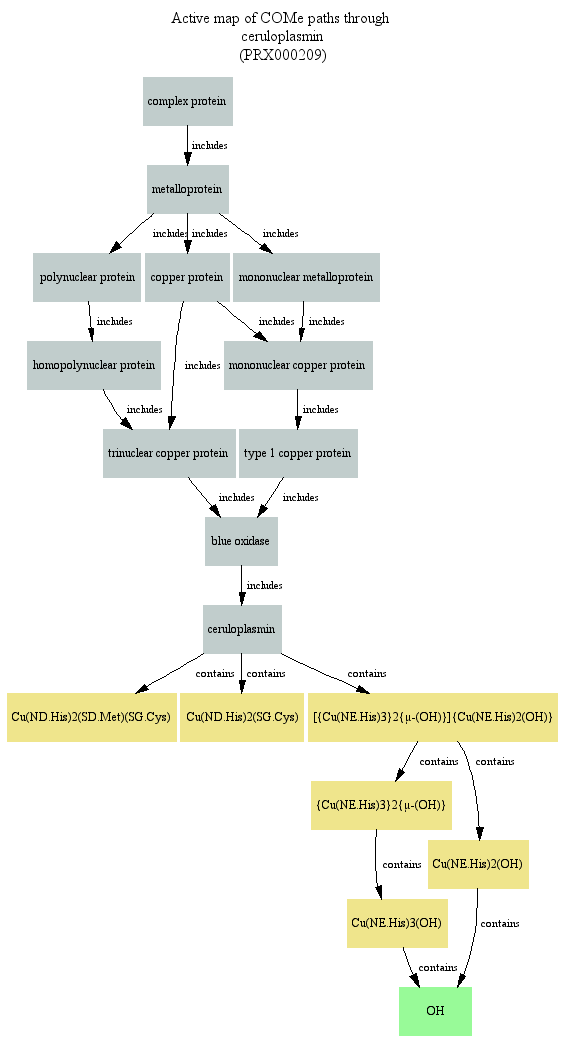 Active map of COMe paths through
ceruloplasmin
(PRX000209)
complex protein
includes
metalloprotein
includes includes includes
polynuclear protein copper protein mononuclear metalloprotein
includes includes includes
homopolynuclear protein includes mononuclear copper protein
includes includes
trinuclear copper protein type 1 copper protein
includes includes
blue oxidase
includes
ceruloplasmin
contains contains contains
Cu(ND.His)2(SD.Met)(SG.Cys) Cu(ND.His)2(SG.Cys) [{Cu(NE.His)3}2{μ-(OH)}]{Cu(NE.His)2(OH)}
contains contains
{Cu(NE.His)3}2{μ-(OH)}
contains Cu(NE.His)2(OH)
Cu(NE.His)3(OH) contains
contains
OH